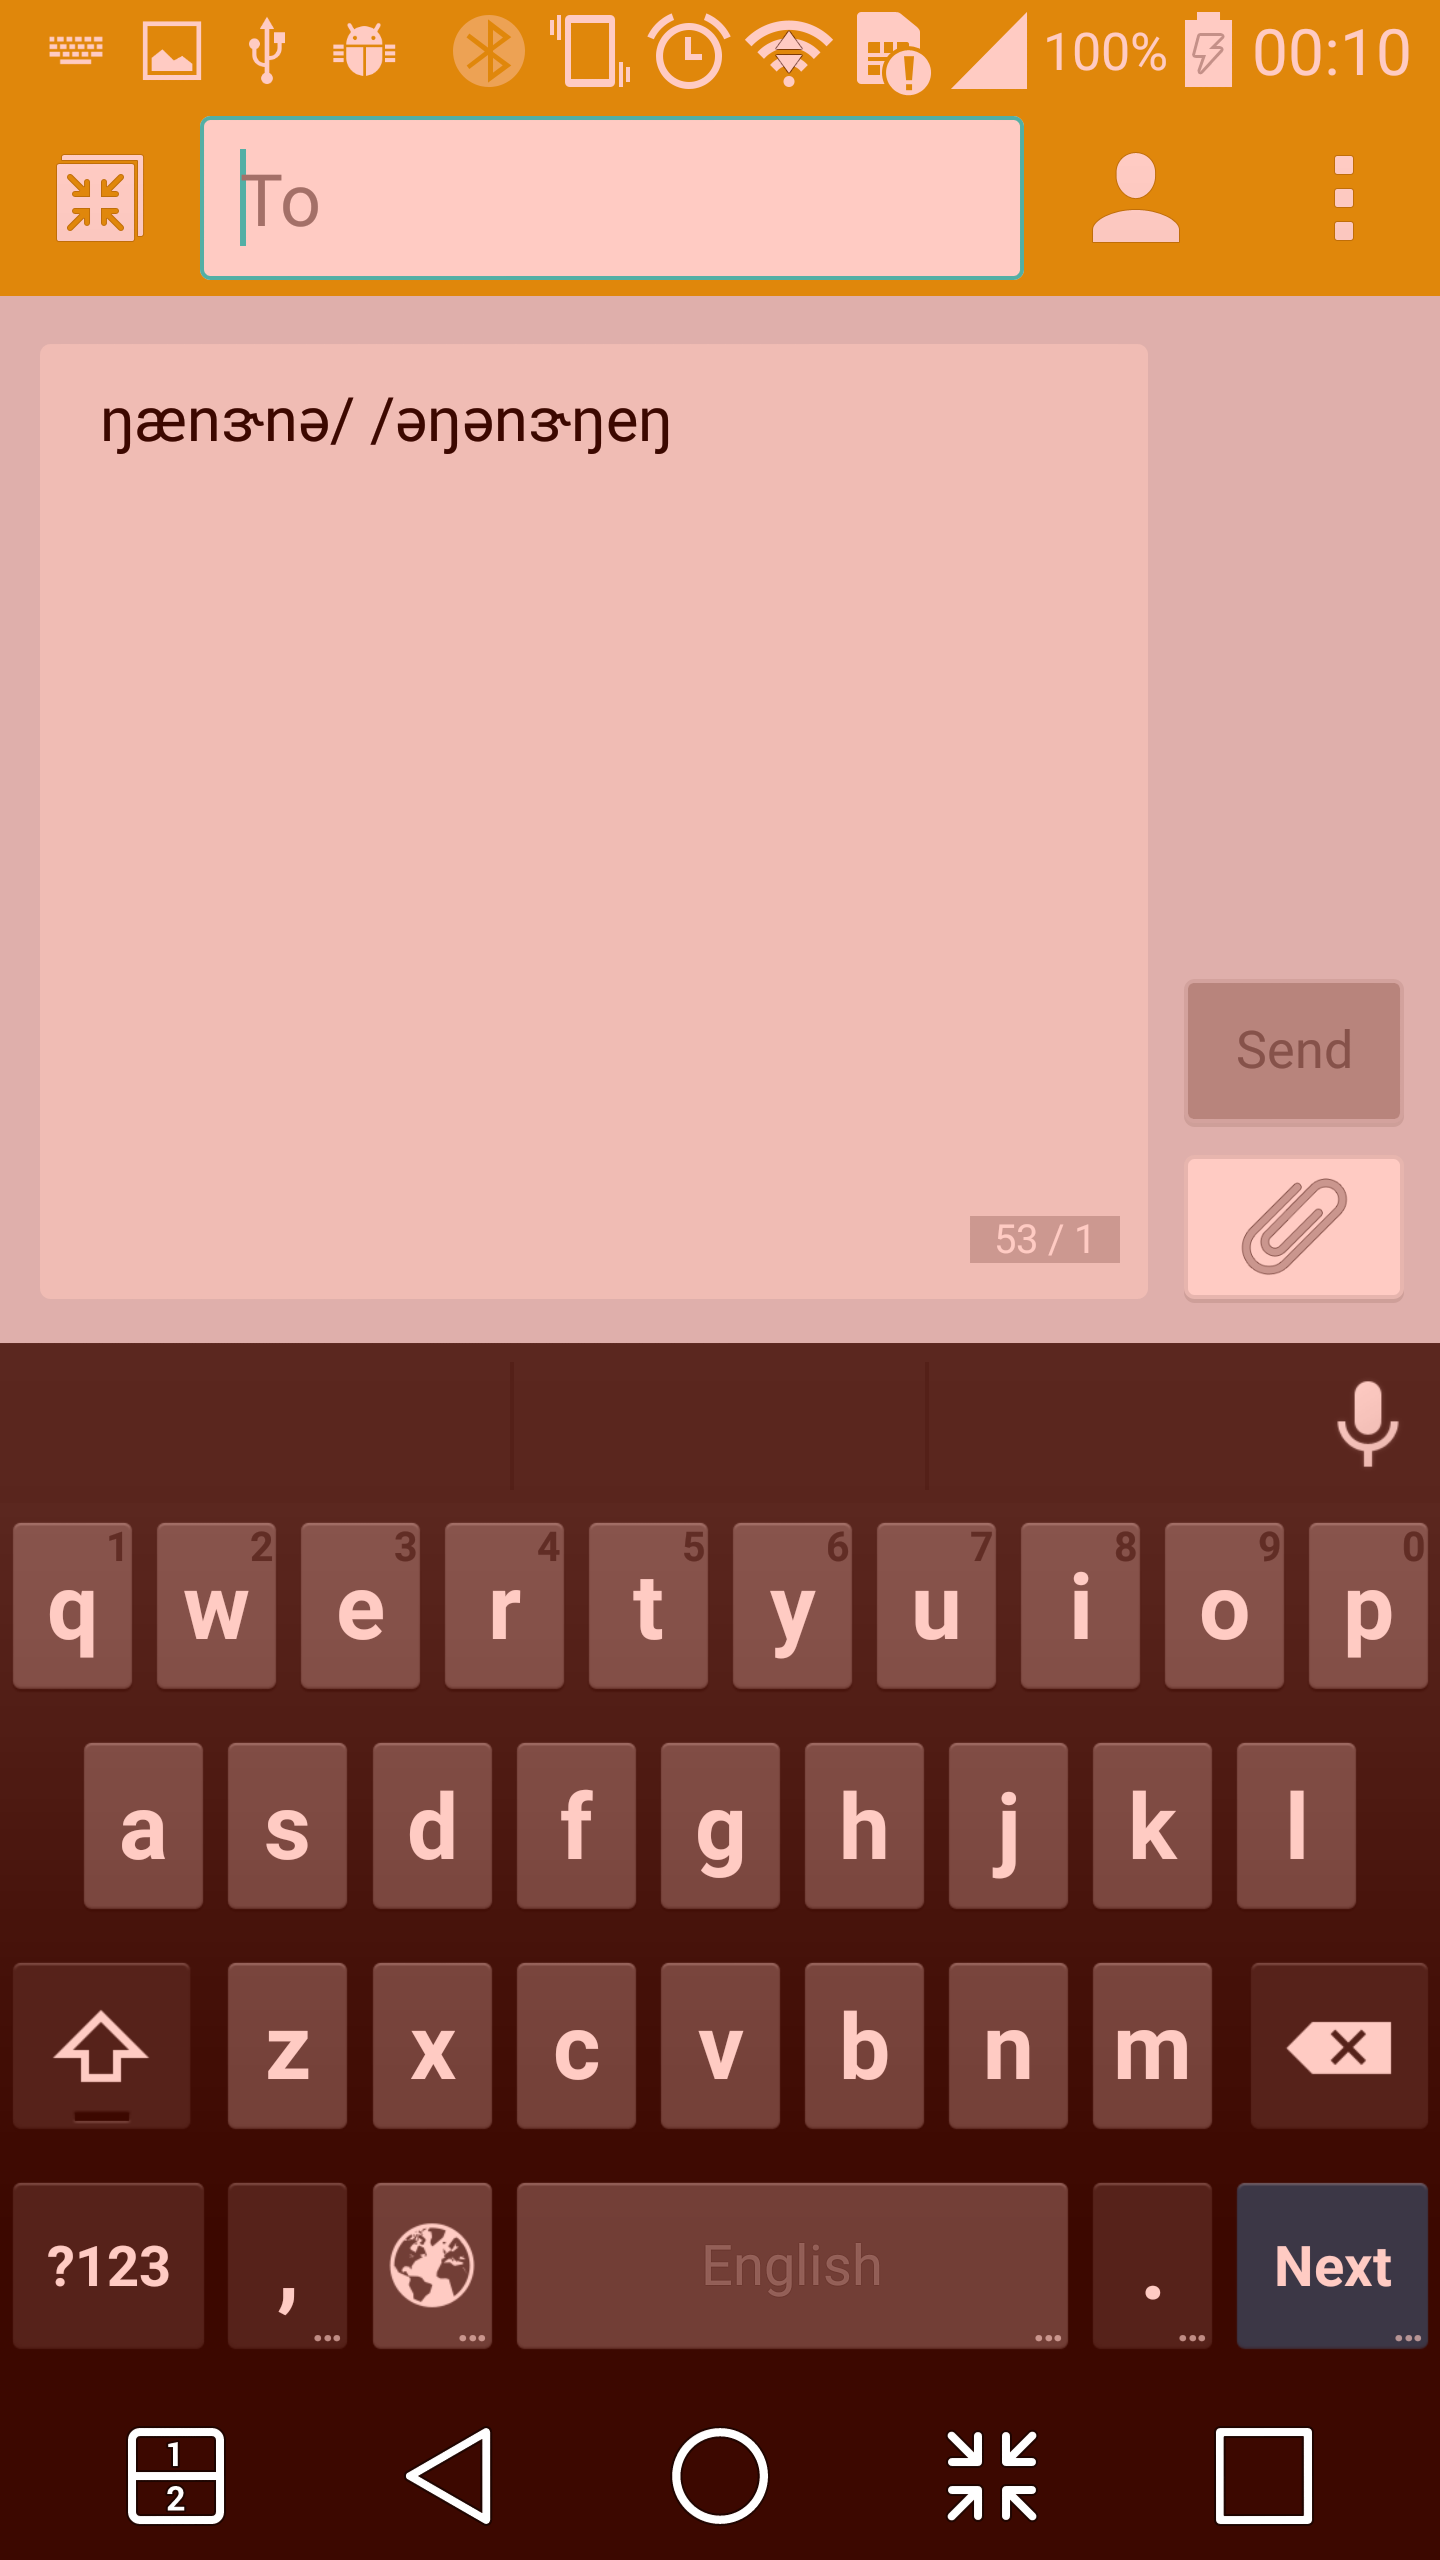 100% 00:10
To
ŋænɝnə/ /əŋənɝŋeŋ
Send
53 / 1
1 2 3 4 5 6 7 8 9 0
q w e r t y u i o p
a s d f g h j k l
z x c v b n m
?123 , English . Next
1
2